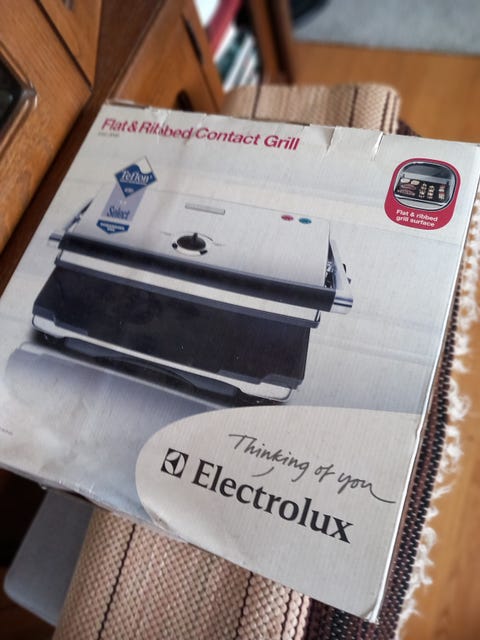 Flat & Ribbed Contact Grill
Teflon
Select
Flat & ribbed
grill surface
Thinking of you
Electrolux